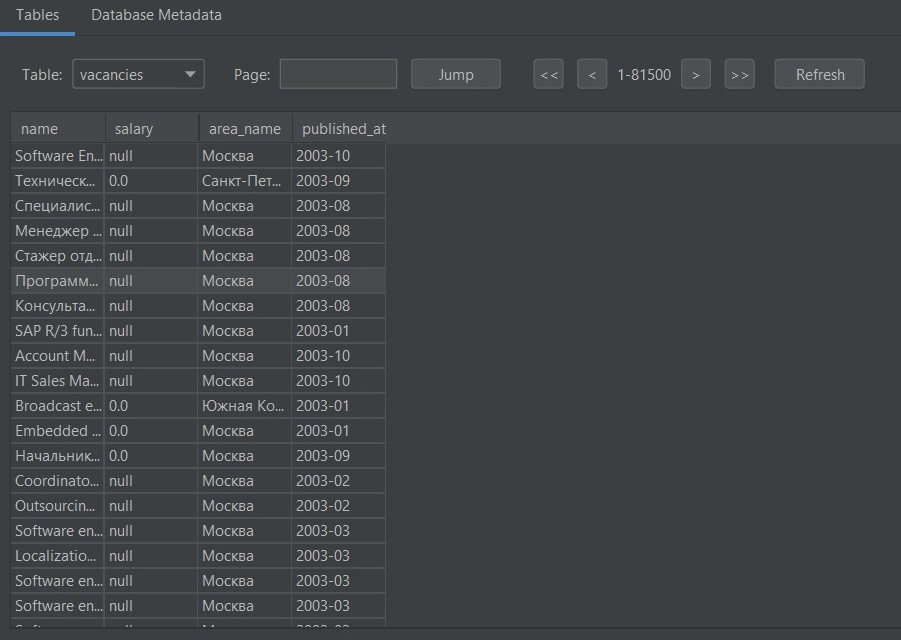 Tables Database Metadata
Table: vacancies Page: Jump << < 1-81500 > >> Refresh
name salary area_name published_at
Software En... null Москва 2003-10
Техническ... 0.0 Санкт-Пет... 2003-09
Специалис... null Москва 2003-08
Менеджер ... null Москва 2003-08
Стажер отд... null Москва 2003-08
Программ... null Москва 2003-08
Консульта... null Москва 2003-08
SAP R/3 fun... null Москва 2003-01
Account M... null Москва 2003-10
IT Sales Ma... null Москва 2003-10
Broadcast e... 0.0 Южная Ко... 2003-01
Embedded ... 0.0 Москва 2003-01
Начальник... 0.0 Москва 2003-09
Coordinato... null Москва 2003-02
Outsourcin... null Москва 2003-02
Software en... null Москва 2003-03
Localizatio... null Москва 2003-03
Software en... null Москва 2003-03
Software en... null Москва 2003-03